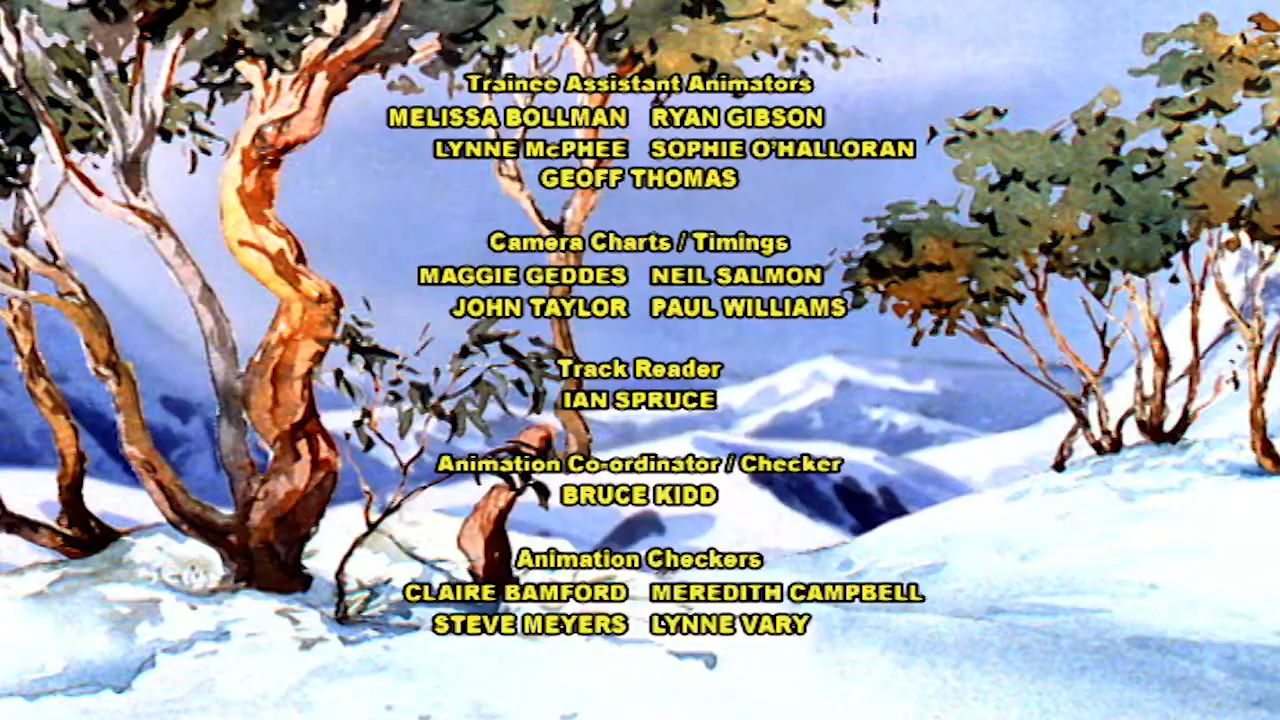 Trainee Assistant Animators
MELISSA BOLLMAN RYAN GIBSON
LYNNE McPHEE SOPHIE O'HALLORAN
GEOFF THOMAS
Camera Charts / Timings
MAGGIE GEDDES NEIL SALMON
JOHN TAYLOR PAUL WILLIAMS
Track Reader
IAN SPRUCE
Animation Co-ordinator / Checker
BRUCE KIDD
Animation Checkers
CLAIRE BAMFORD MEREDITH CAMPBELL
STEVE MEYERS LYNNE VARY